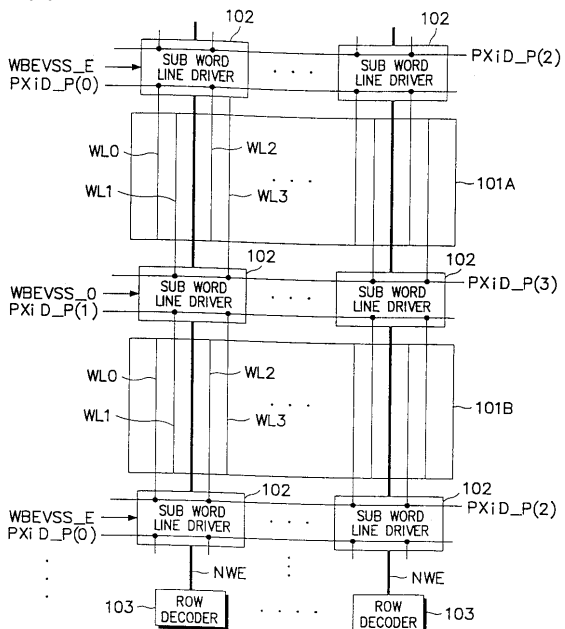 102 102
WBEVSS_E SUB WORD LINE DRIVER SUB WORD LINE DRIVER PXiD_P(2)
PXiD_P(0)
WL0 WL2
WL1 WL3 101A
102 102
WBEVSS_O SUB WORD LINE DRIVER SUB WORD LINE DRIVER PXiD_P(3)
PXiD_P(1)
WL0 WL2
WL1 WL3 101B
102 102
WBEVSS_E SUB WORD LINE DRIVER SUB WORD LINE DRIVER PXiD_P(2)
PXiD_P(0)
NWE NWE
103 ROW DECODER ROW DECODER 103